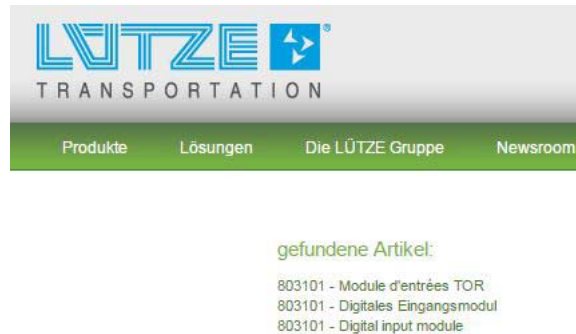 LÜTZE ®
TRANSPORTATION
Produkte Lösungen Die LÜTZE Gruppe Newsroom
gefundene Artikel:
803101 - Module d'entrées TOR
803101 - Digitales Eingangsmodul
803101 - Digital input module